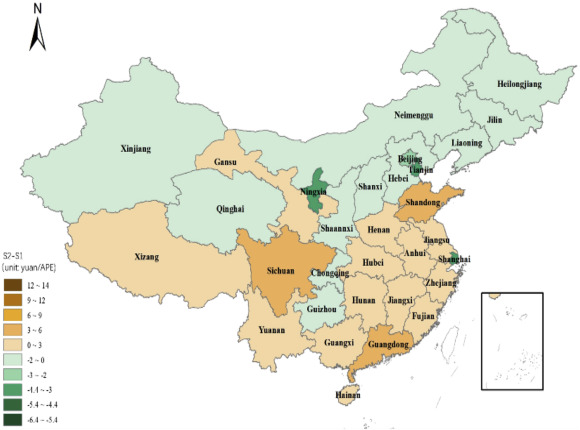 N
Heilongjiang
Neimenggu
Jilin
Liaoning
Xinjiang
Gansu
Beijing
Tianjin
Hebei
Ningxia
Shanxi
Shandong
Qinghai
Shaannxi
Henan
Jiangsu
Xizang
Sichuan
Chongqing
Hubei
Anhui
Shanghai
Zhejiang
Guizhou
Hunan
Jiangxi
Fujian
Yuanan
Guangxi
Guangdong
Hainan
S2-S1
(unit: yuan/APE)
12 ~ 14
9 ~ 12
6 ~ 9
3 ~ 6
0 ~ 3
-2 ~ 0
-3 ~ -2
-4.4 ~ -3
-5.4 ~ -4.4
-6.4 ~ -5.4